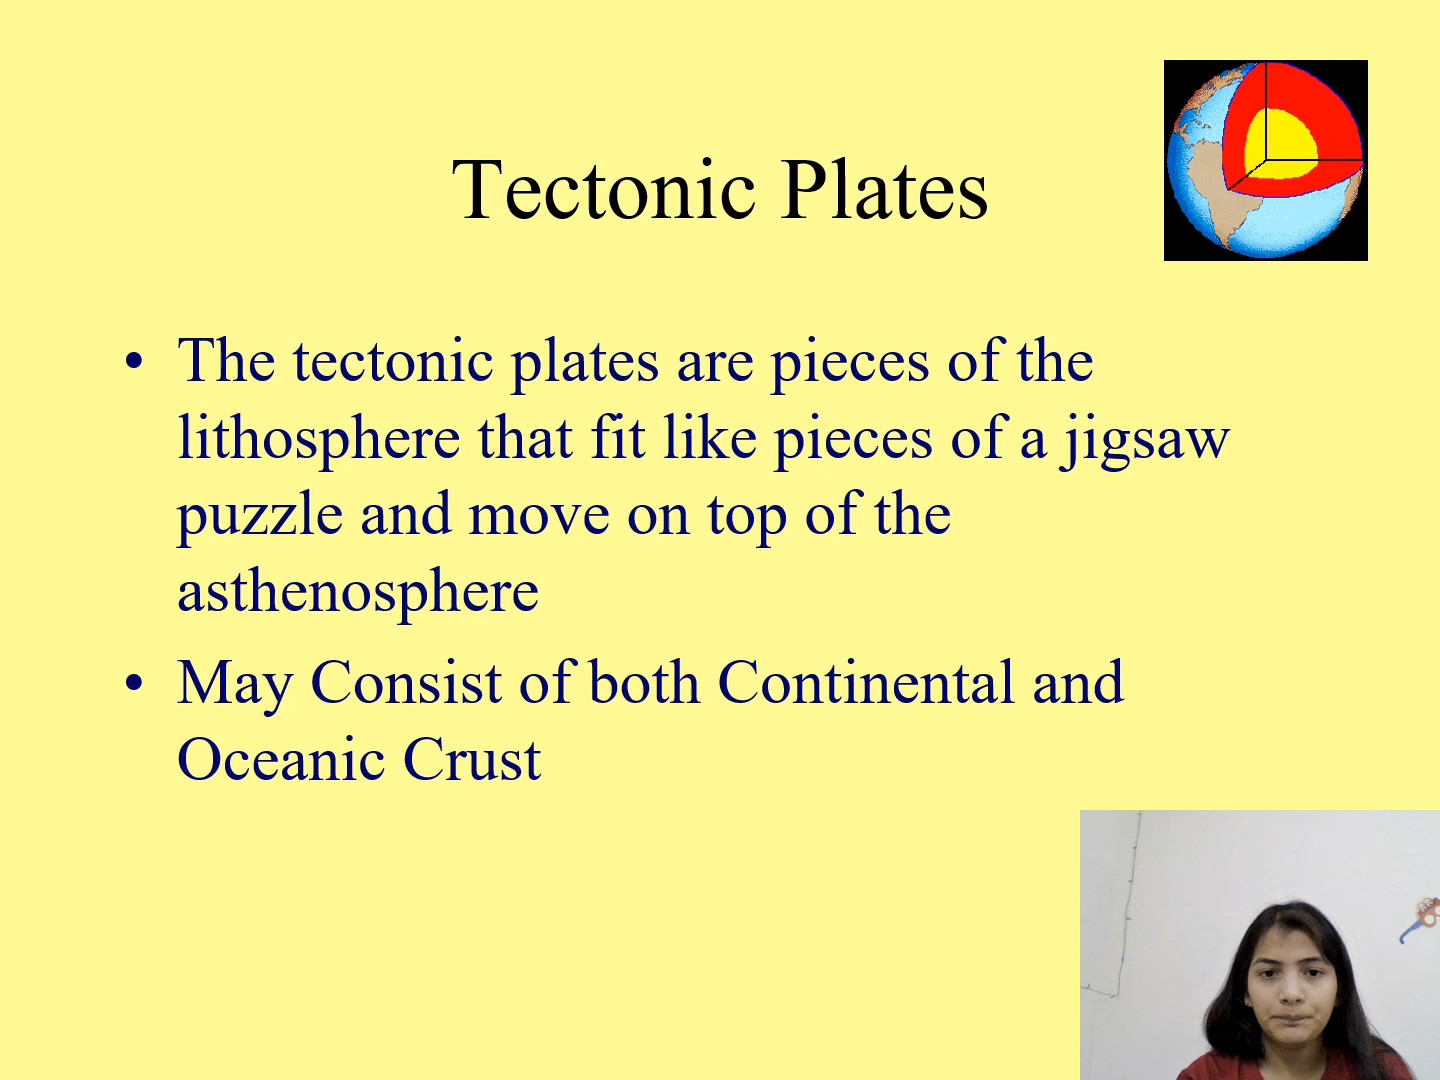 Tectonic Plates
• The tectonic plates are pieces of the
lithosphere that fit like pieces of a jigsaw
puzzle and move on top of the
asthenosphere
• May Consist of both Continental and
Oceanic Crust